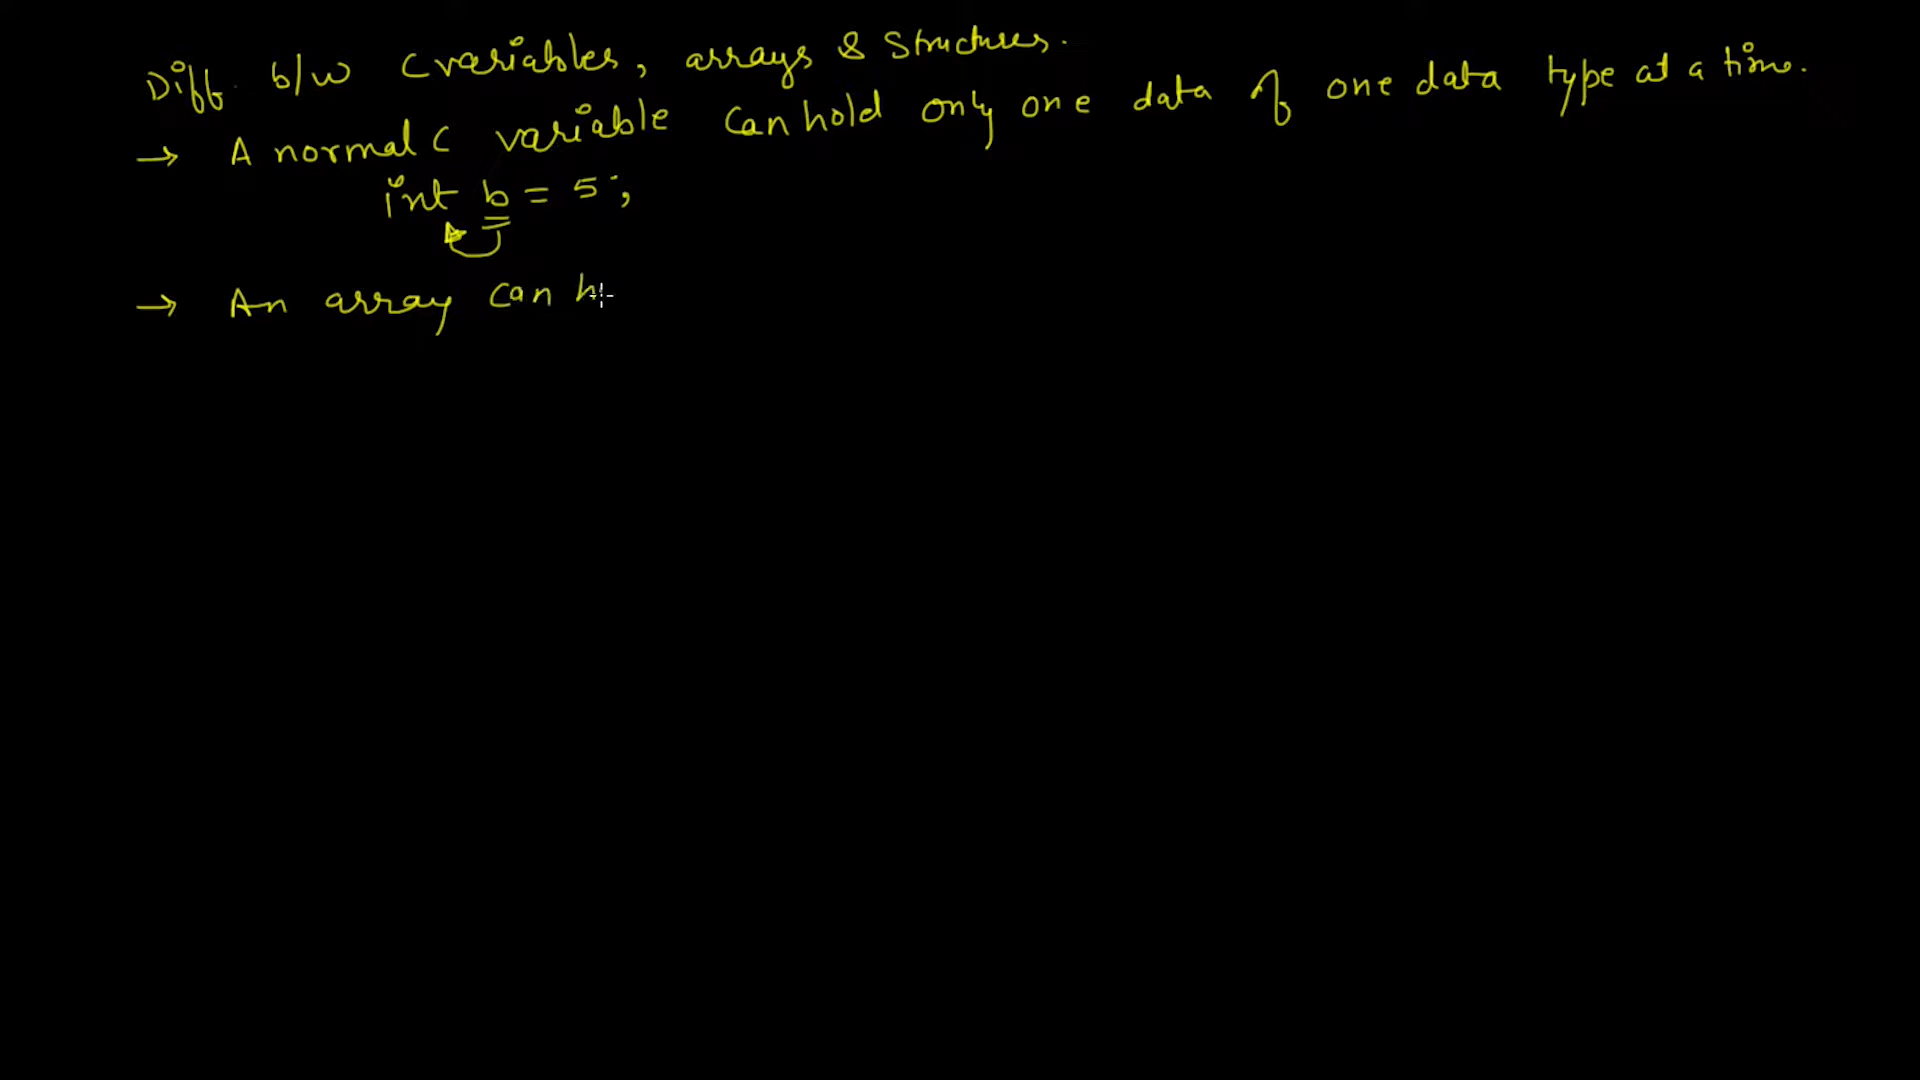 Diff. b/w C variables, arrays & Structures.
→ A normal C variable can hold only one data of one data type at a time.
int b = 5;
→ An array can h